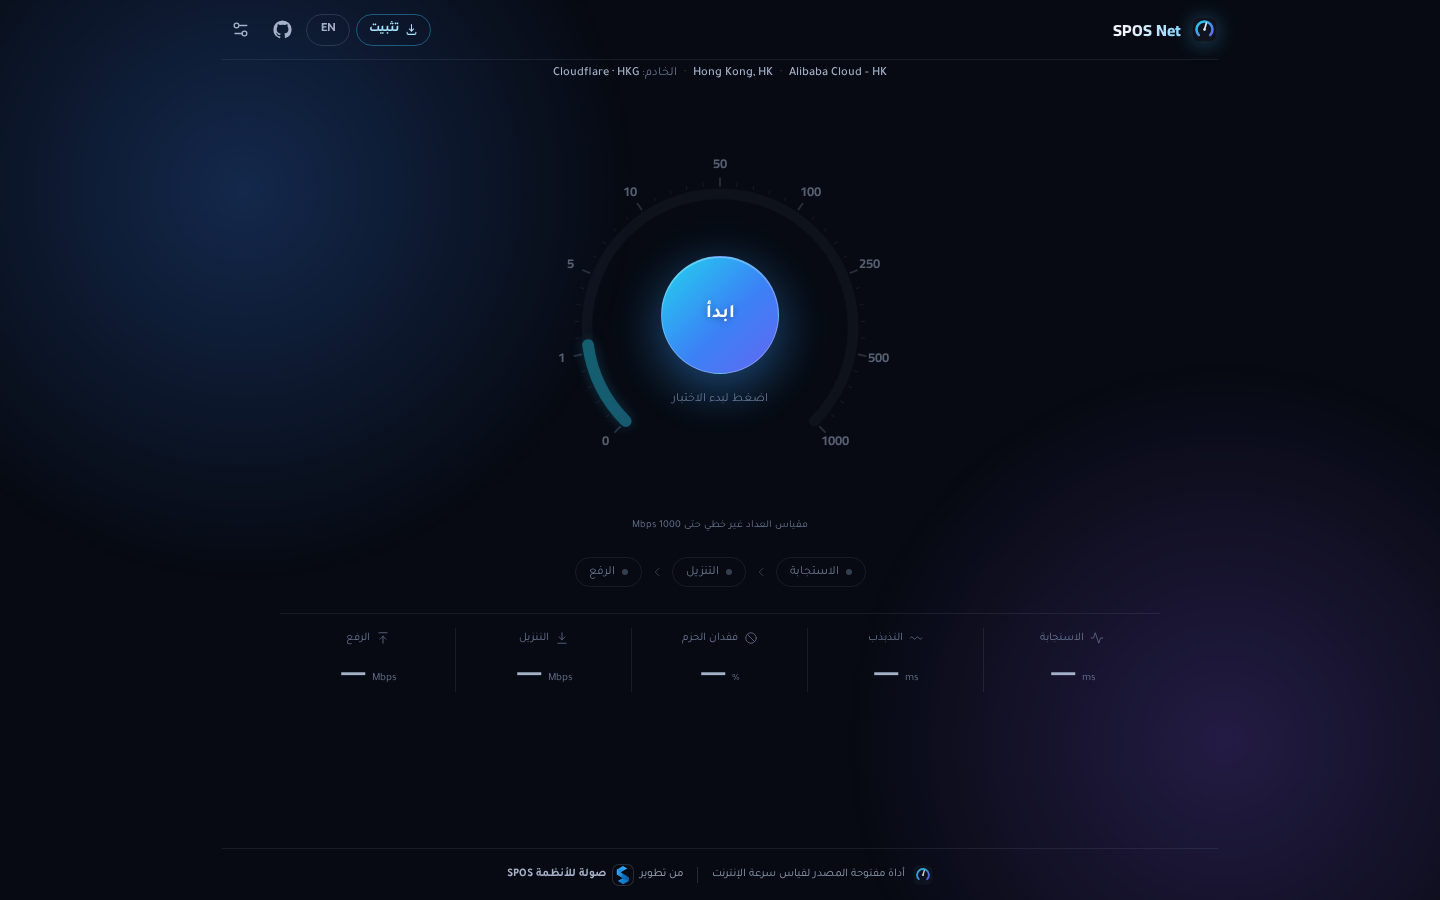 SPOS Net
تثبيت
EN
Alibaba Cloud - HK · Hong Kong, HK · الخادم: Cloudflare · HKG
50
10
100
5
250
ابدأ
1
500
اضغط لبدء الاختبار
0
1000
مقياس العداد غير خطي حتى 1000 Mbps
الاستجابة
التنزيل
الرفع
الاستجابة
التذبذب
فقدان الحزم
التنزيل
الرفع
— ms
— ms
— %
— Mbps
— Mbps
أداة مفتوحة المصدر لقياس سرعة الإنترنت
من تطوير صولة للأنظمة SPOS